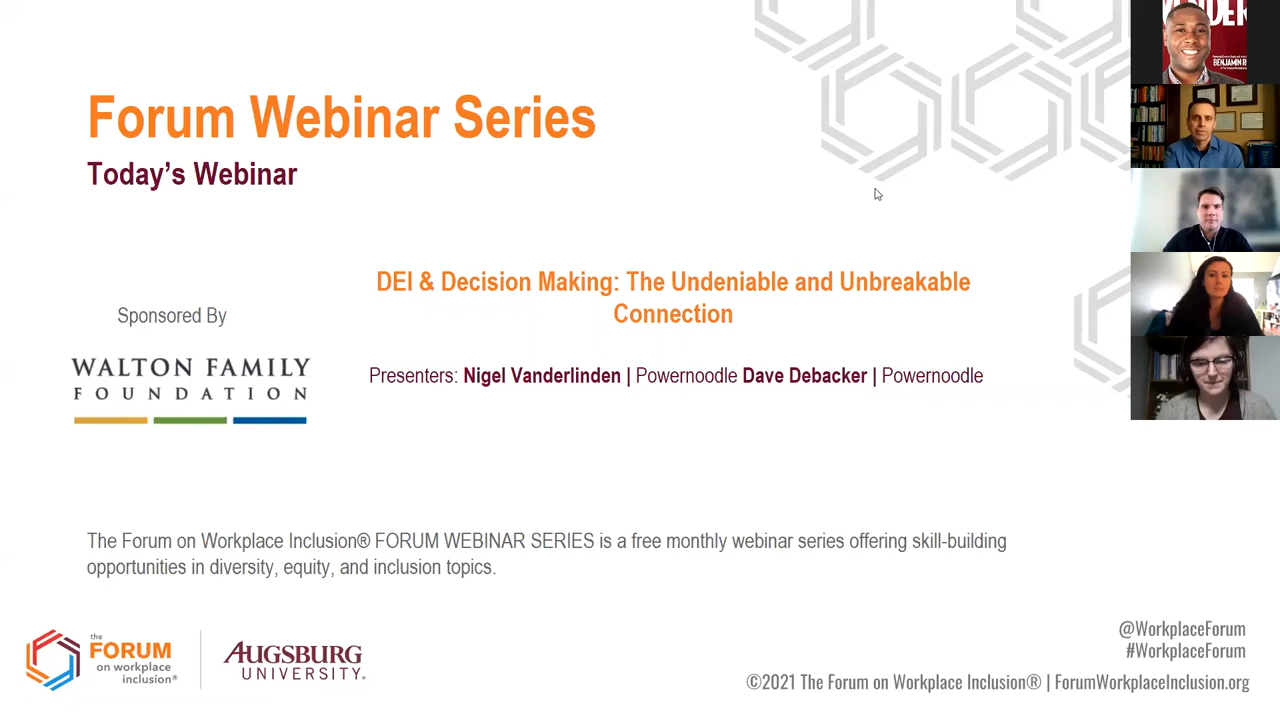 Forum Webinar Series
Today's Webinar
DEI & Decision Making: The Undeniable and Unbreakable
Connection
Sponsored By
WALTON FAMILY
FOUNDATION
Presenters: Nigel Vanderlinden | Powernoodle Dave Debacker | Powernoodle
The Forum on Workplace Inclusion® FORUM WEBINAR SERIES is a free monthly webinar series offering skill-building
opportunities in diversity, equity, and inclusion topics.
the
FORUM
on workplace
inclusion®
AUGSBURG
UNIVERSITY®
@WorkplaceForum
#WorkplaceForum
©2021 The Forum on Workplace Inclusion® | ForumWorkplaceInclusion.org